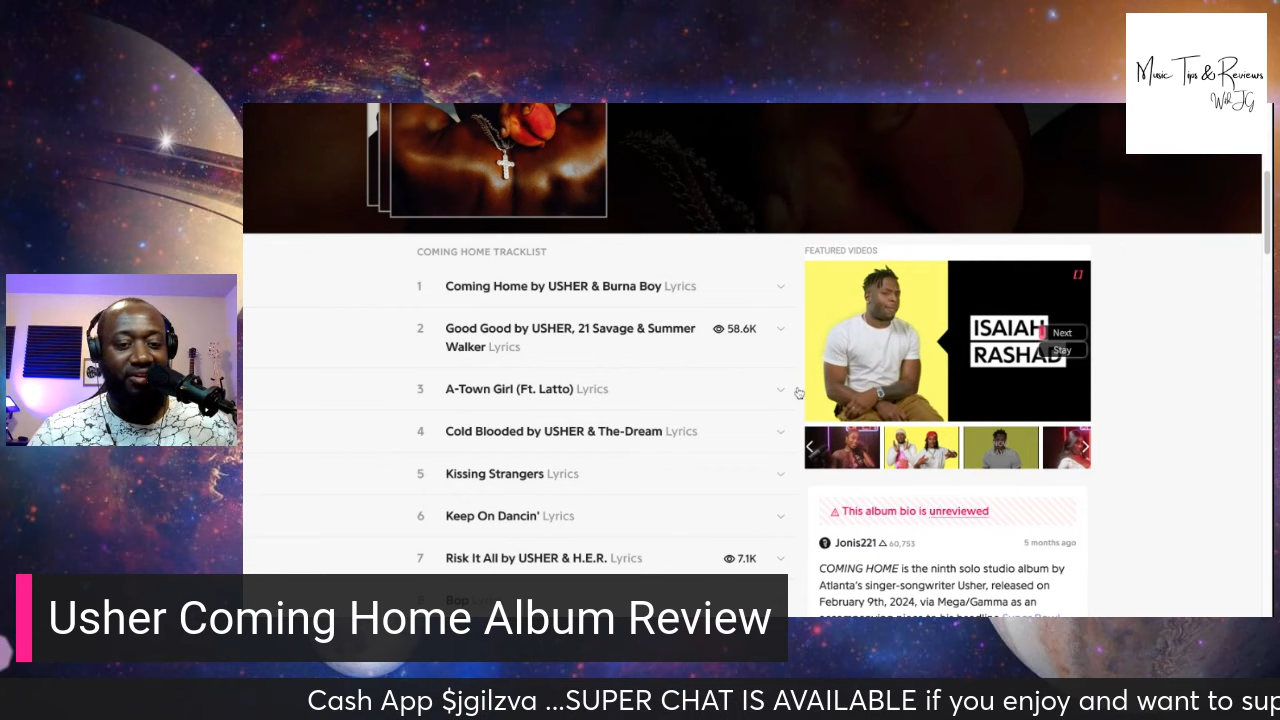 Music Tips & Reviews
With JG
COMING HOME TRACKLIST
1 Coming Home by USHER & Burna Boy Lyrics
2 Good Good by USHER, 21 Savage & Summer Walker Lyrics 58.6K
3 A-Town Girl (Ft. Latto) Lyrics
4 Cold Blooded by USHER & The-Dream Lyrics
5 Kissing Strangers Lyrics
6 Keep On Dancin' Lyrics
7 Risk It All by USHER & H.E.R. Lyrics 7.1K
8 Bop Lyrics
FEATURED VIDEOS
ISAIAH
RASHAD
Next
Stay
This album bio is unreviewed
Jonis221 60,753 5 months ago
COMING HOME is the ninth solo studio album by
Atlanta's singer-songwriter Usher, released on
February 9th, 2024, via Mega/Gamma as an
Usher Coming Home Album Review
Cash App $jgilzva ...SUPER CHAT IS AVAILABLE if you enjoy and want to sup